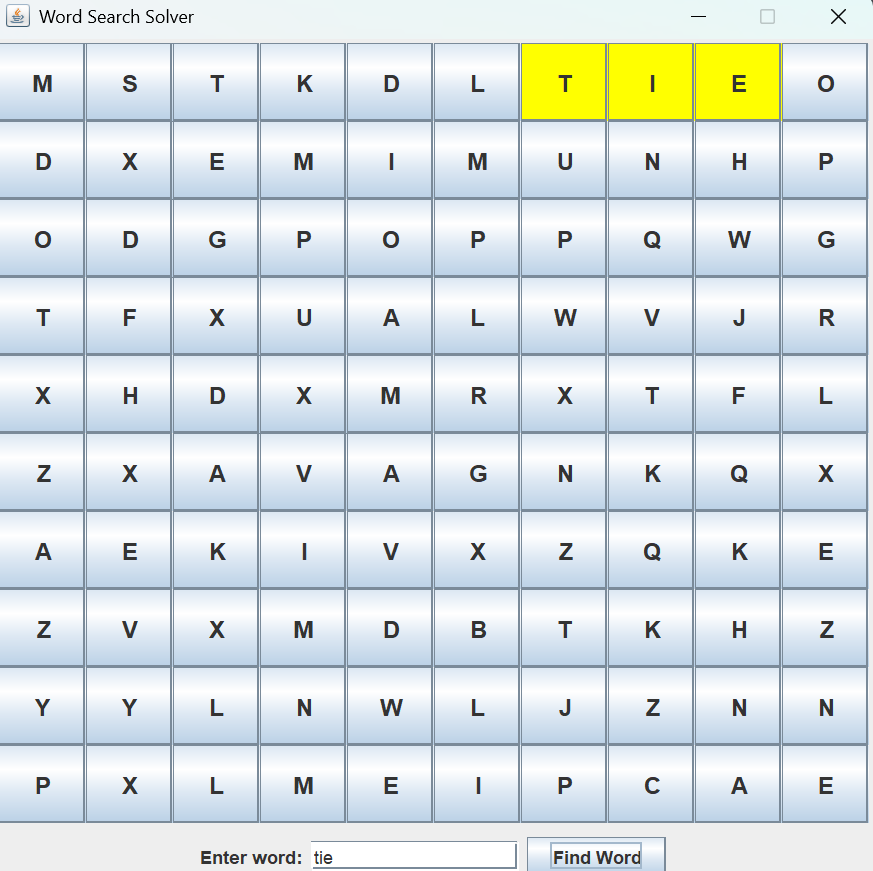 Word Search Solver
M S T K D L T I E O
D X E M I M U N H P
O D G P O P P Q W G
T F X U A L W V J R
X H D X M R X T F L
Z X A V A G N K Q X
A E K I V X Z Q K E
Z V X M D B T K H Z
Y Y L N W L J Z N N
P X L M E I P C A E
Enter word: tie Find Word